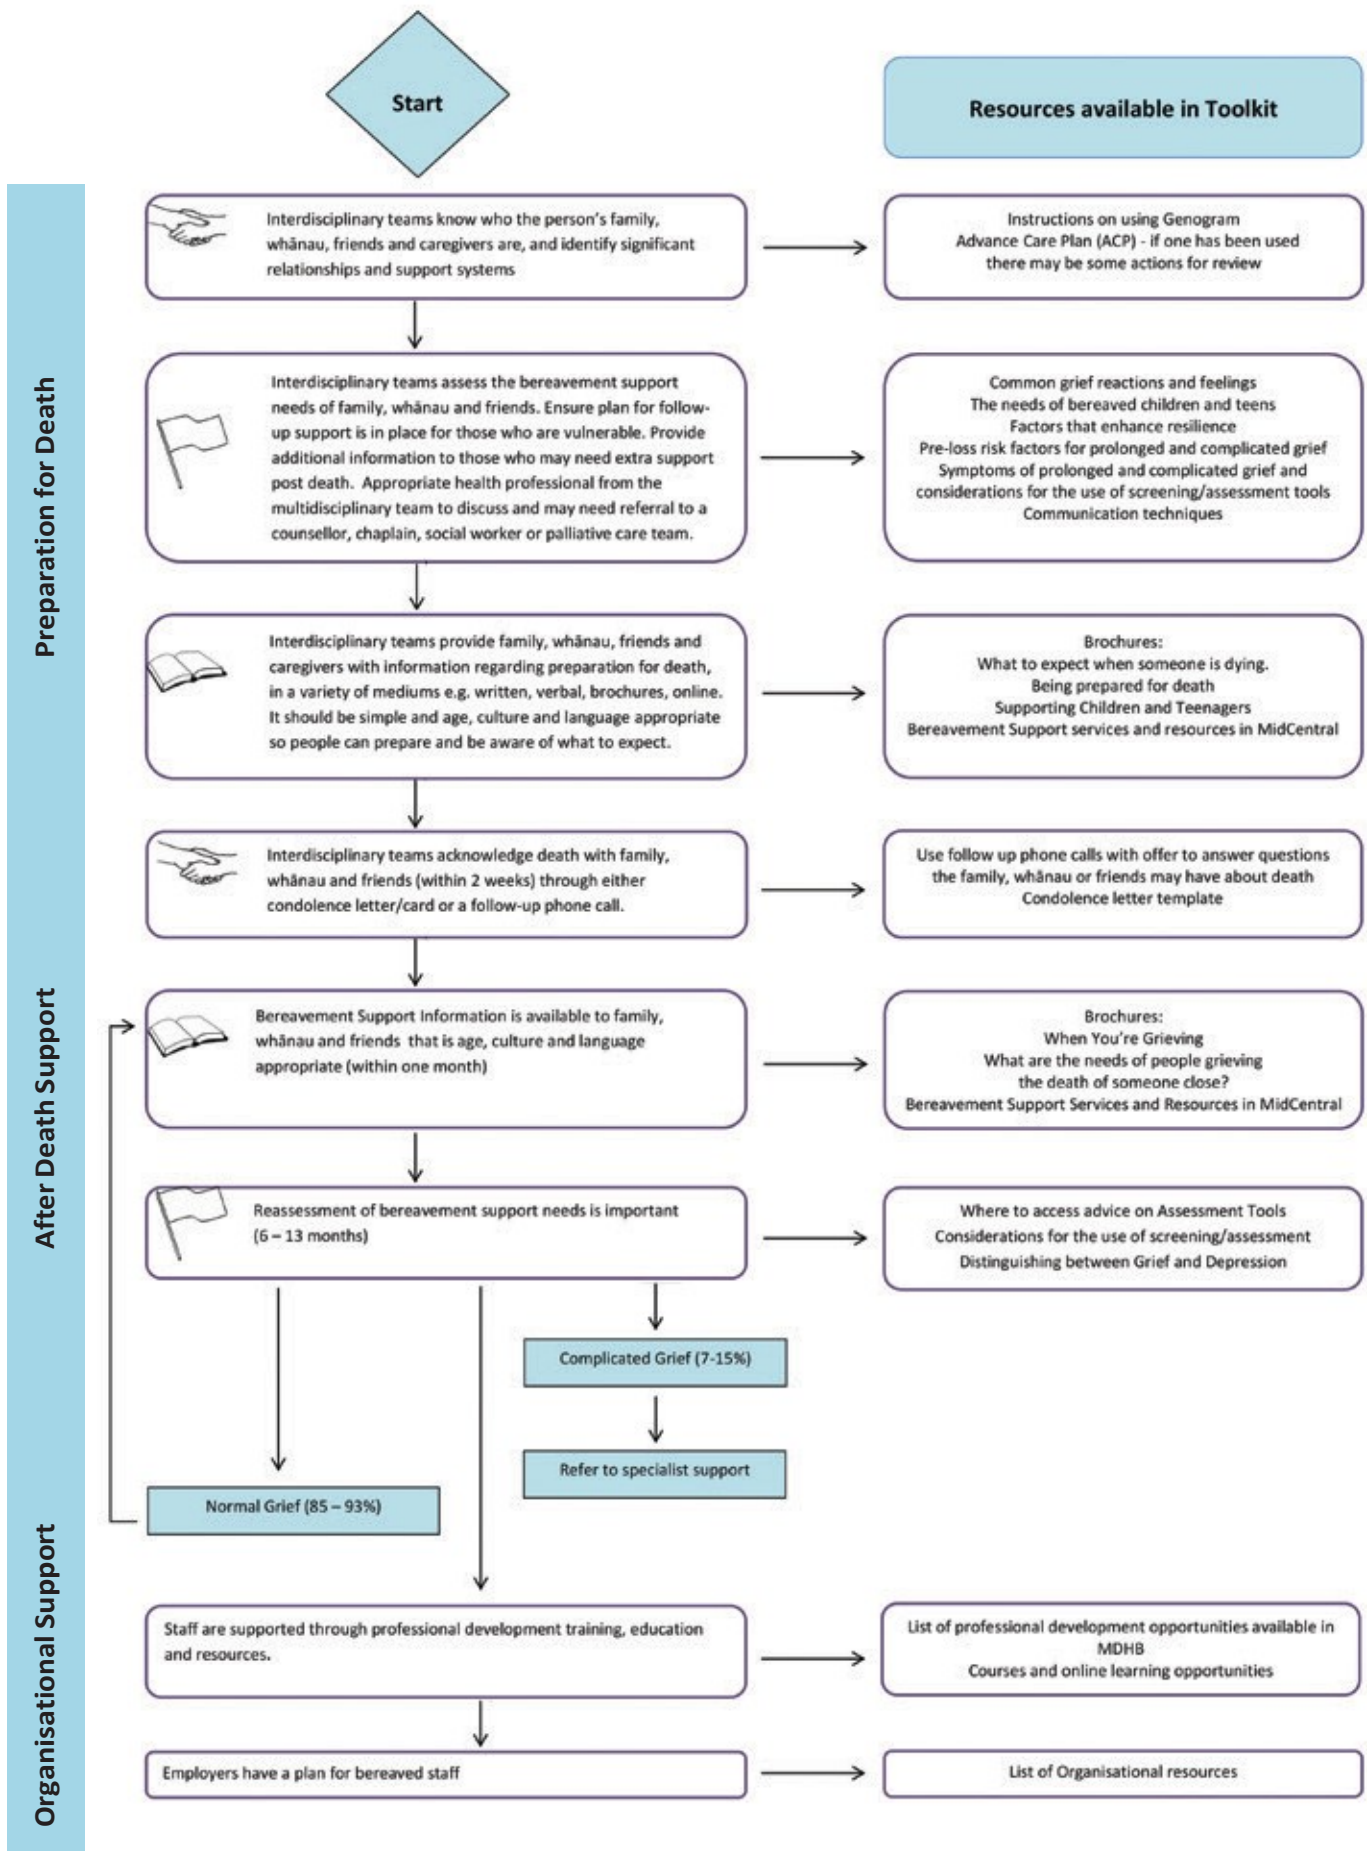 Start
Resources available in Toolkit
Preparation for Death
Interdisciplinary teams know who the person's family,
whānau, friends and caregivers are, and identify significant
relationships and support systems
Instructions on using Genogram
Advance Care Plan (ACP) - if one has been used
there may be some actions for review
Interdisciplinary teams assess the bereavement support
needs of family, whānau and friends. Ensure plan for follow-
up support is in place for those who are vulnerable. Provide
additional information to those who may need extra support
post death. Appropriate health professional from the
multidisciplinary team to discuss and may need referral to a
counsellor, chaplain, social worker or palliative care team.
Common grief reactions and feelings
The needs of bereaved children and teens
Factors that enhance resilience
Pre-loss risk factors for prolonged and complicated grief
Symptoms of prolonged and complicated grief and
considerations for the use of screening/assessment tools
Communication techniques
Interdisciplinary teams provide family, whānau, friends and
caregivers with information regarding preparation for death,
in a variety of mediums e.g. written, verbal, brochures, online.
It should be simple and age, culture and language appropriate
so people can prepare and be aware of what to expect.
Brochures:
What to expect when someone is dying.
Being prepared for death
Supporting Children and Teenagers
Bereavement Support services and resources in MidCentral
After Death Support
Interdisciplinary teams acknowledge death with family,
whānau and friends (within 2 weeks) through either
condolence letter/card or a follow-up phone call.
Use follow up phone calls with offer to answer questions
the family, whānau or friends may have about death
Condolence letter template
Bereavement Support Information is available to family,
whānau and friends that is age, culture and language
appropriate (within one month)
Brochures:
When You're Grieving
What are the needs of people grieving
the death of someone close?
Bereavement Support Services and Resources in MidCentral
Reassessment of bereavement support needs is important
(6 – 13 months)
Where to access advice on Assessment Tools
Considerations for the use of screening/assessment
Distinguishing between Grief and Depression
Complicated Grief (7-15%)
Refer to specialist support
Normal Grief (85 – 93%)
Organisational Support
Staff are supported through professional development training, education
and resources.
List of professional development opportunities available in
MDHB
Courses and online learning opportunities
Employers have a plan for bereaved staff
List of Organisational resources